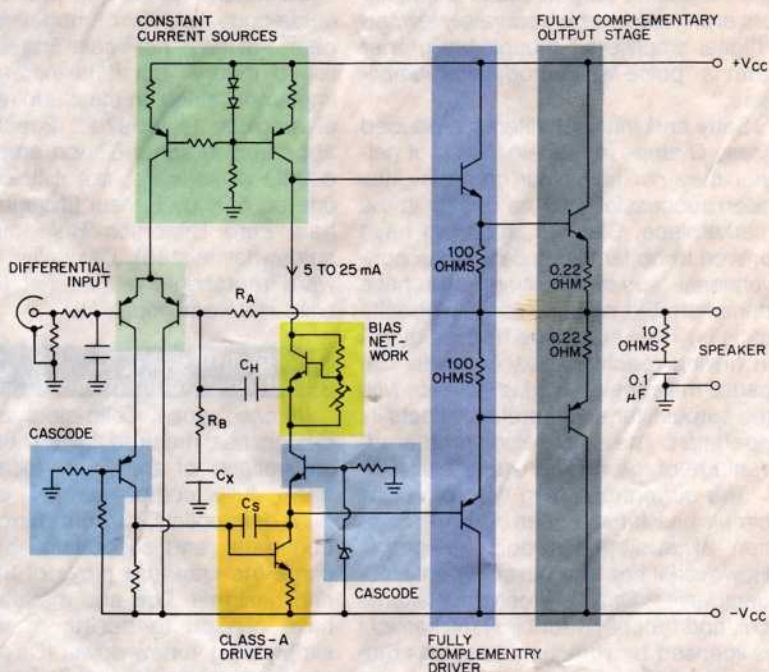 CONSTANT
CURRENT SOURCES
FULLY COMPLEMENTARY
OUTPUT STAGE
+VCC
5 TO 25 mA
DIFFERENTIAL
INPUT
RA
100
OHMS
0.22
OHM
BIAS
NET-
WORK
CH
RB
CX
100
OHMS
0.22
OHM
10
OHMS
0.1
µF
SPEAKER
CASCODE
CS
CASCODE
-VCC
CLASS-A
DRIVER
FULLY
COMPLEMENTRY
DRIVER